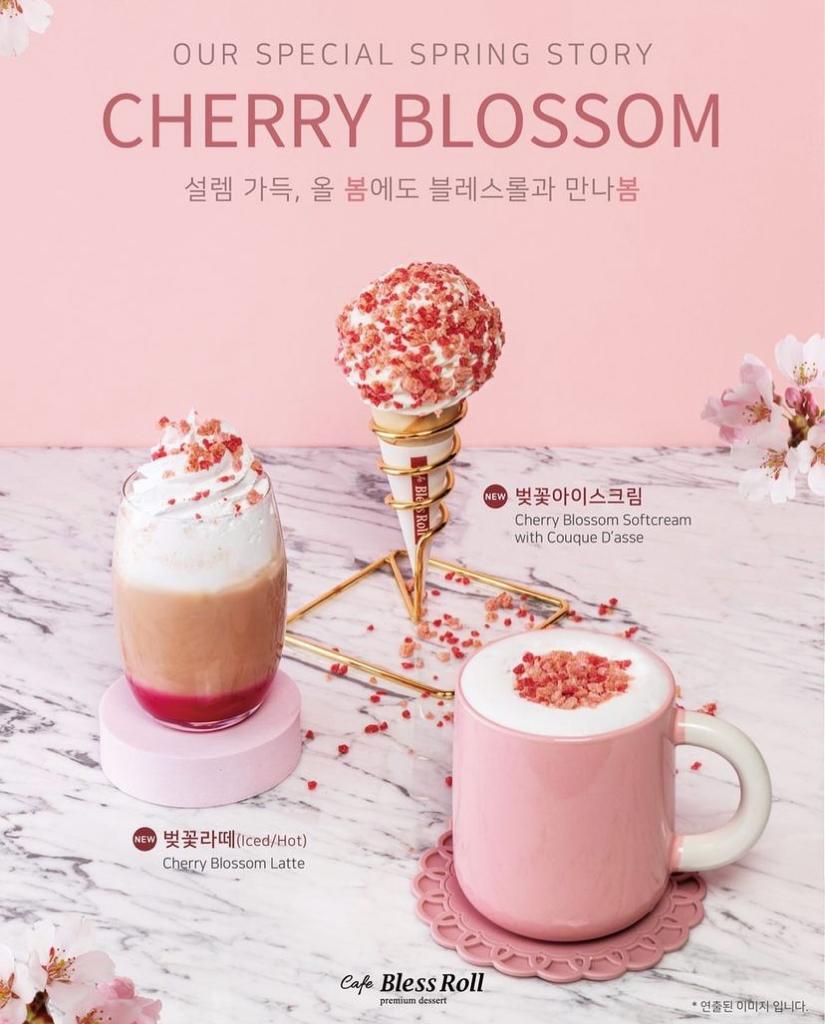 OUR SPECIAL SPRING STORY
CHERRY BLOSSOM
설렘 가득, 올 봄에도 블레스롤과 만나봄
Bless Roll
NEW 벚꽃아이스크림
Cherry Blossom Softcream
with Couque D'asse
NEW 벚꽃라떼(Iced/Hot)
Cherry Blossom Latte
Cafe Bless Roll
premium dessert
* 연출된 이미지 입니다.